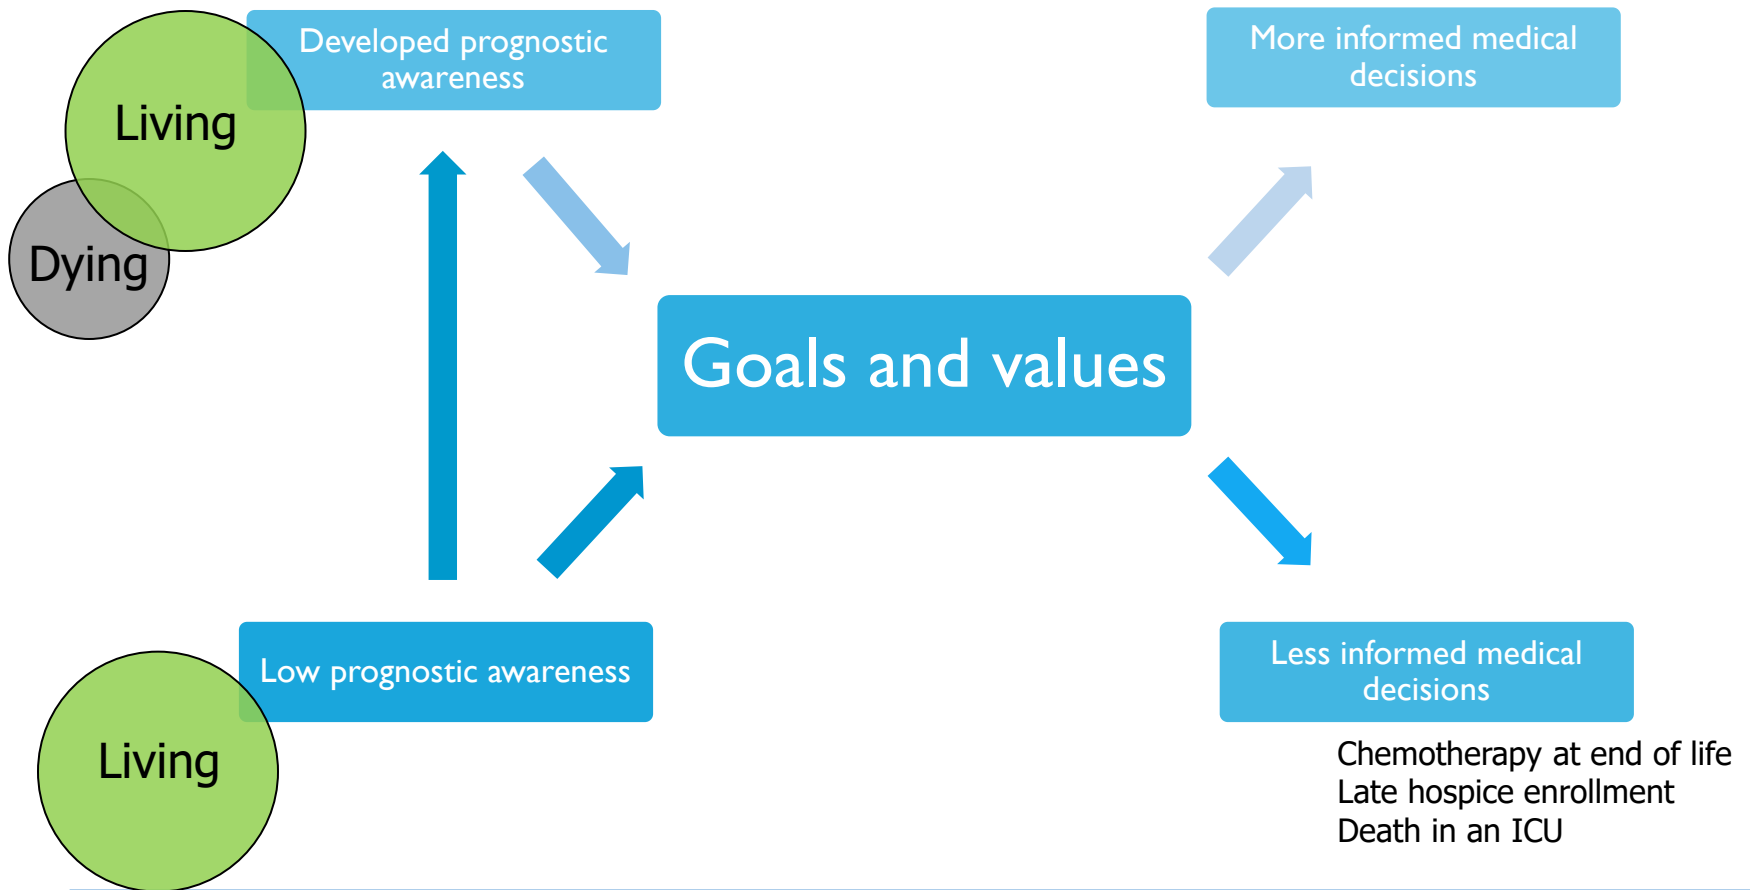 Developed prognostic
awareness
Living
Dying
More informed medical
decisions
Goals and values
Low prognostic awareness
Living
Less informed medical
decisions
Chemotherapy at end of life
Late hospice enrollment
Death in an ICU